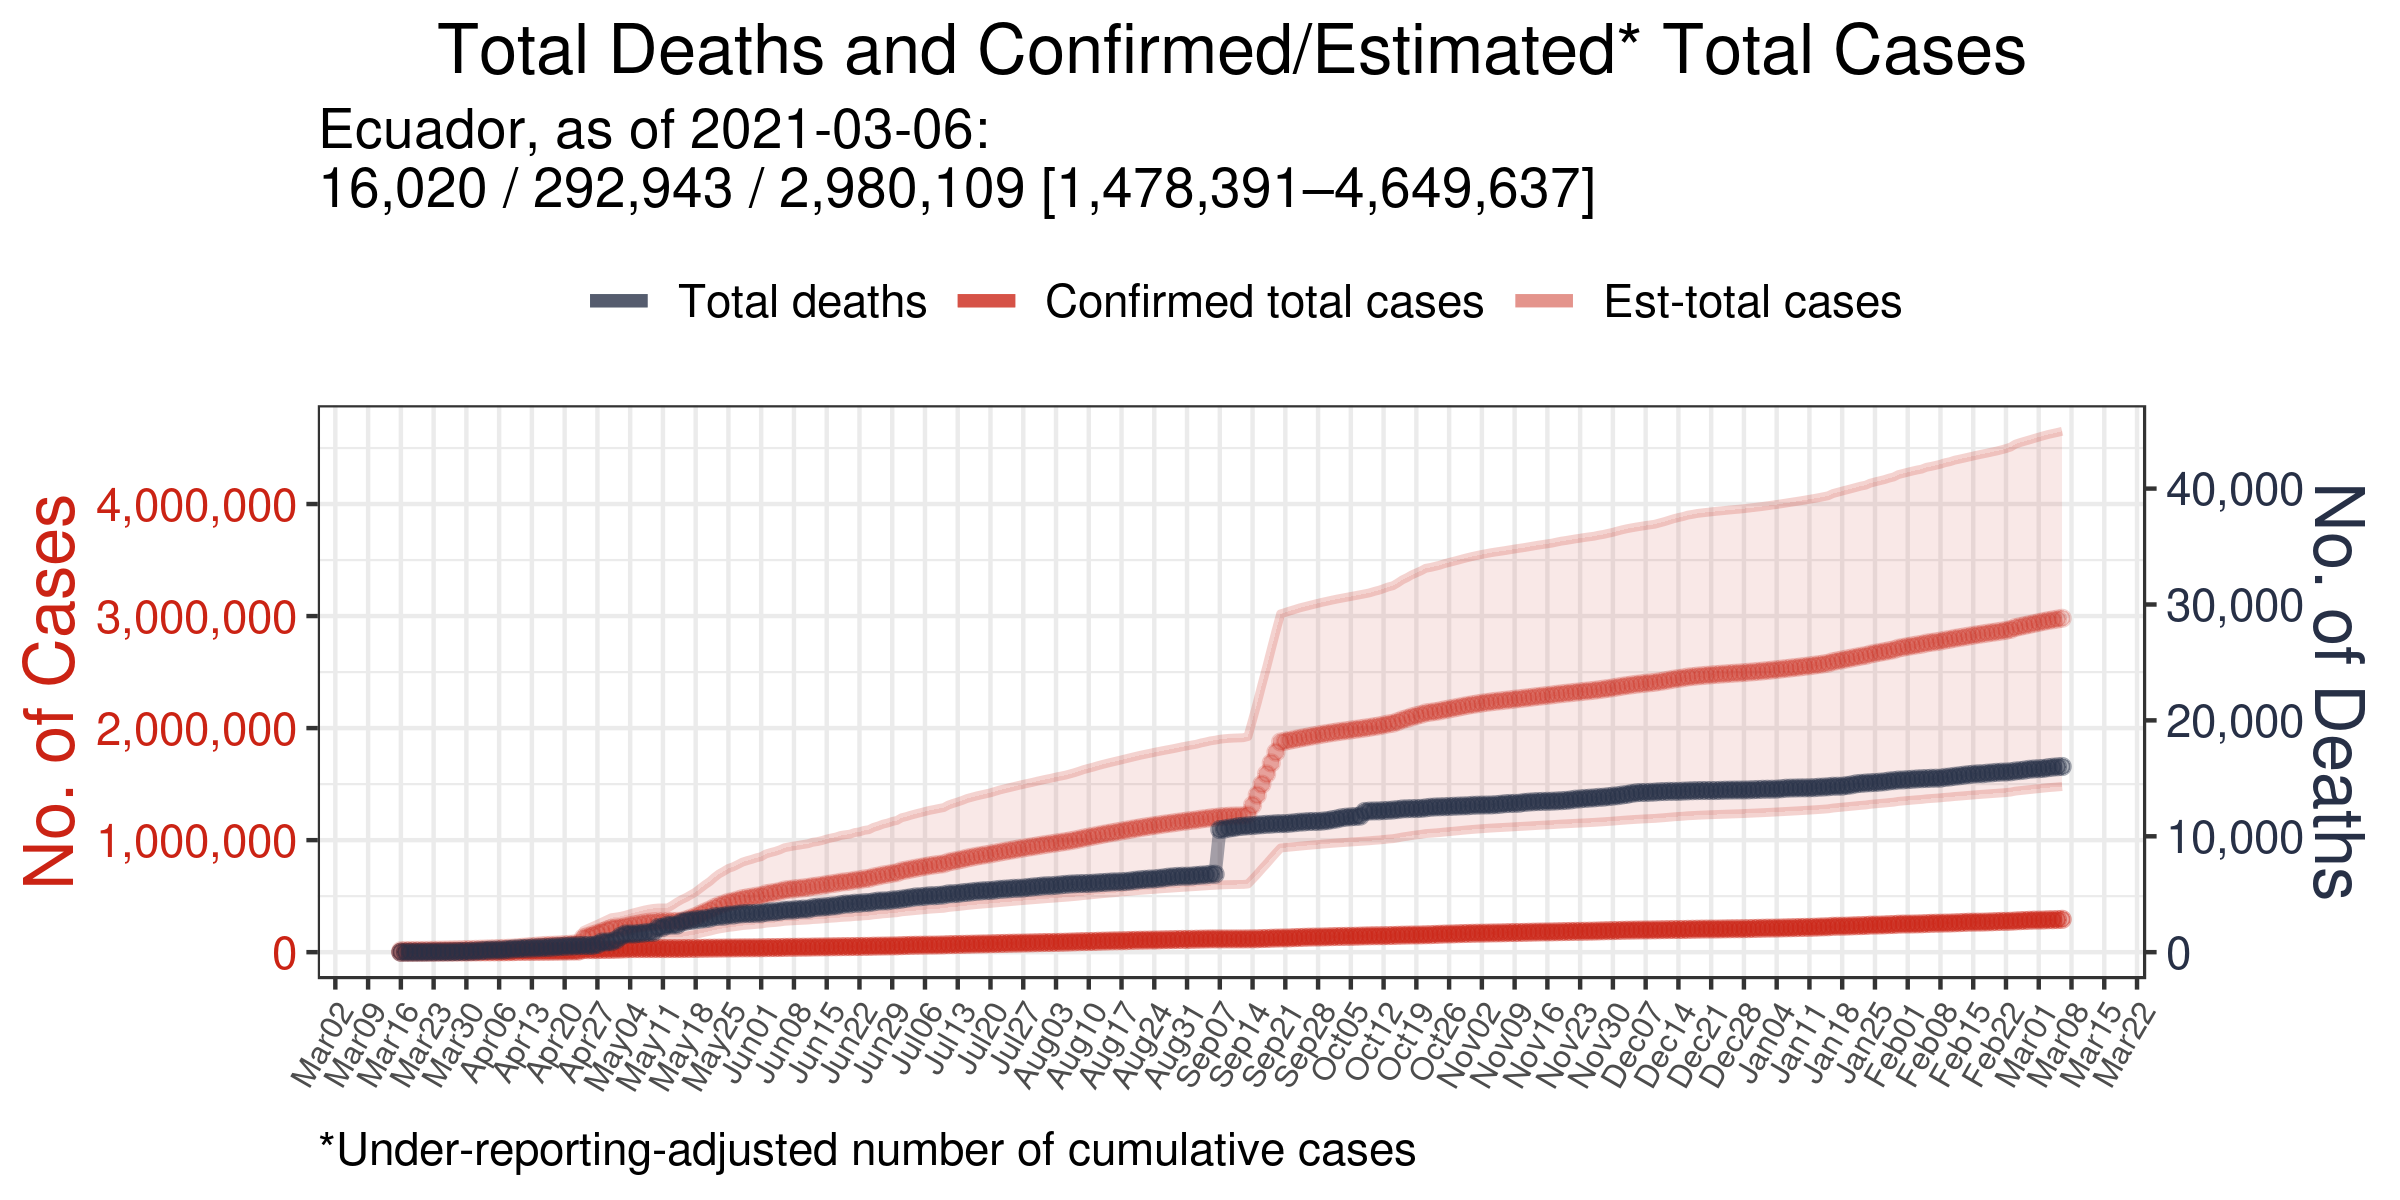 Total Deaths and Confirmed/Estimated* Total Cases
Ecuador, as of 2021-03-06:
16,020 / 292,943 / 2,980,109 [1,478,391–4,649,637]
Total deaths
Confirmed total cases
Est-total cases
No. of Cases
4,000,000
3,000,000
2,000,000
1,000,000
0
40,000
30,000
20,000
10,000
0
No. of Deaths
Mar02
Mar09
Mar16
Mar23
Mar30
Apr06
Apr13
Apr20
Apr27
May04
May11
May18
May25
Jun01
Jun08
Jun15
Jun22
Jun29
Jul06
Jul13
Jul20
Jul27
Aug03
Aug10
Aug17
Aug24
Aug31
Sep07
Sep14
Sep21
Sep28
Oct05
Oct12
Oct19
Oct26
Nov02
Nov09
Nov16
Nov23
Nov30
Dec07
Dec14
Dec21
Dec28
Jan04
Jan11
Jan18
Jan25
Feb01
Feb08
Feb15
Feb22
Mar01
Mar08
Mar15
Mar22
*Under-reporting-adjusted number of cumulative cases